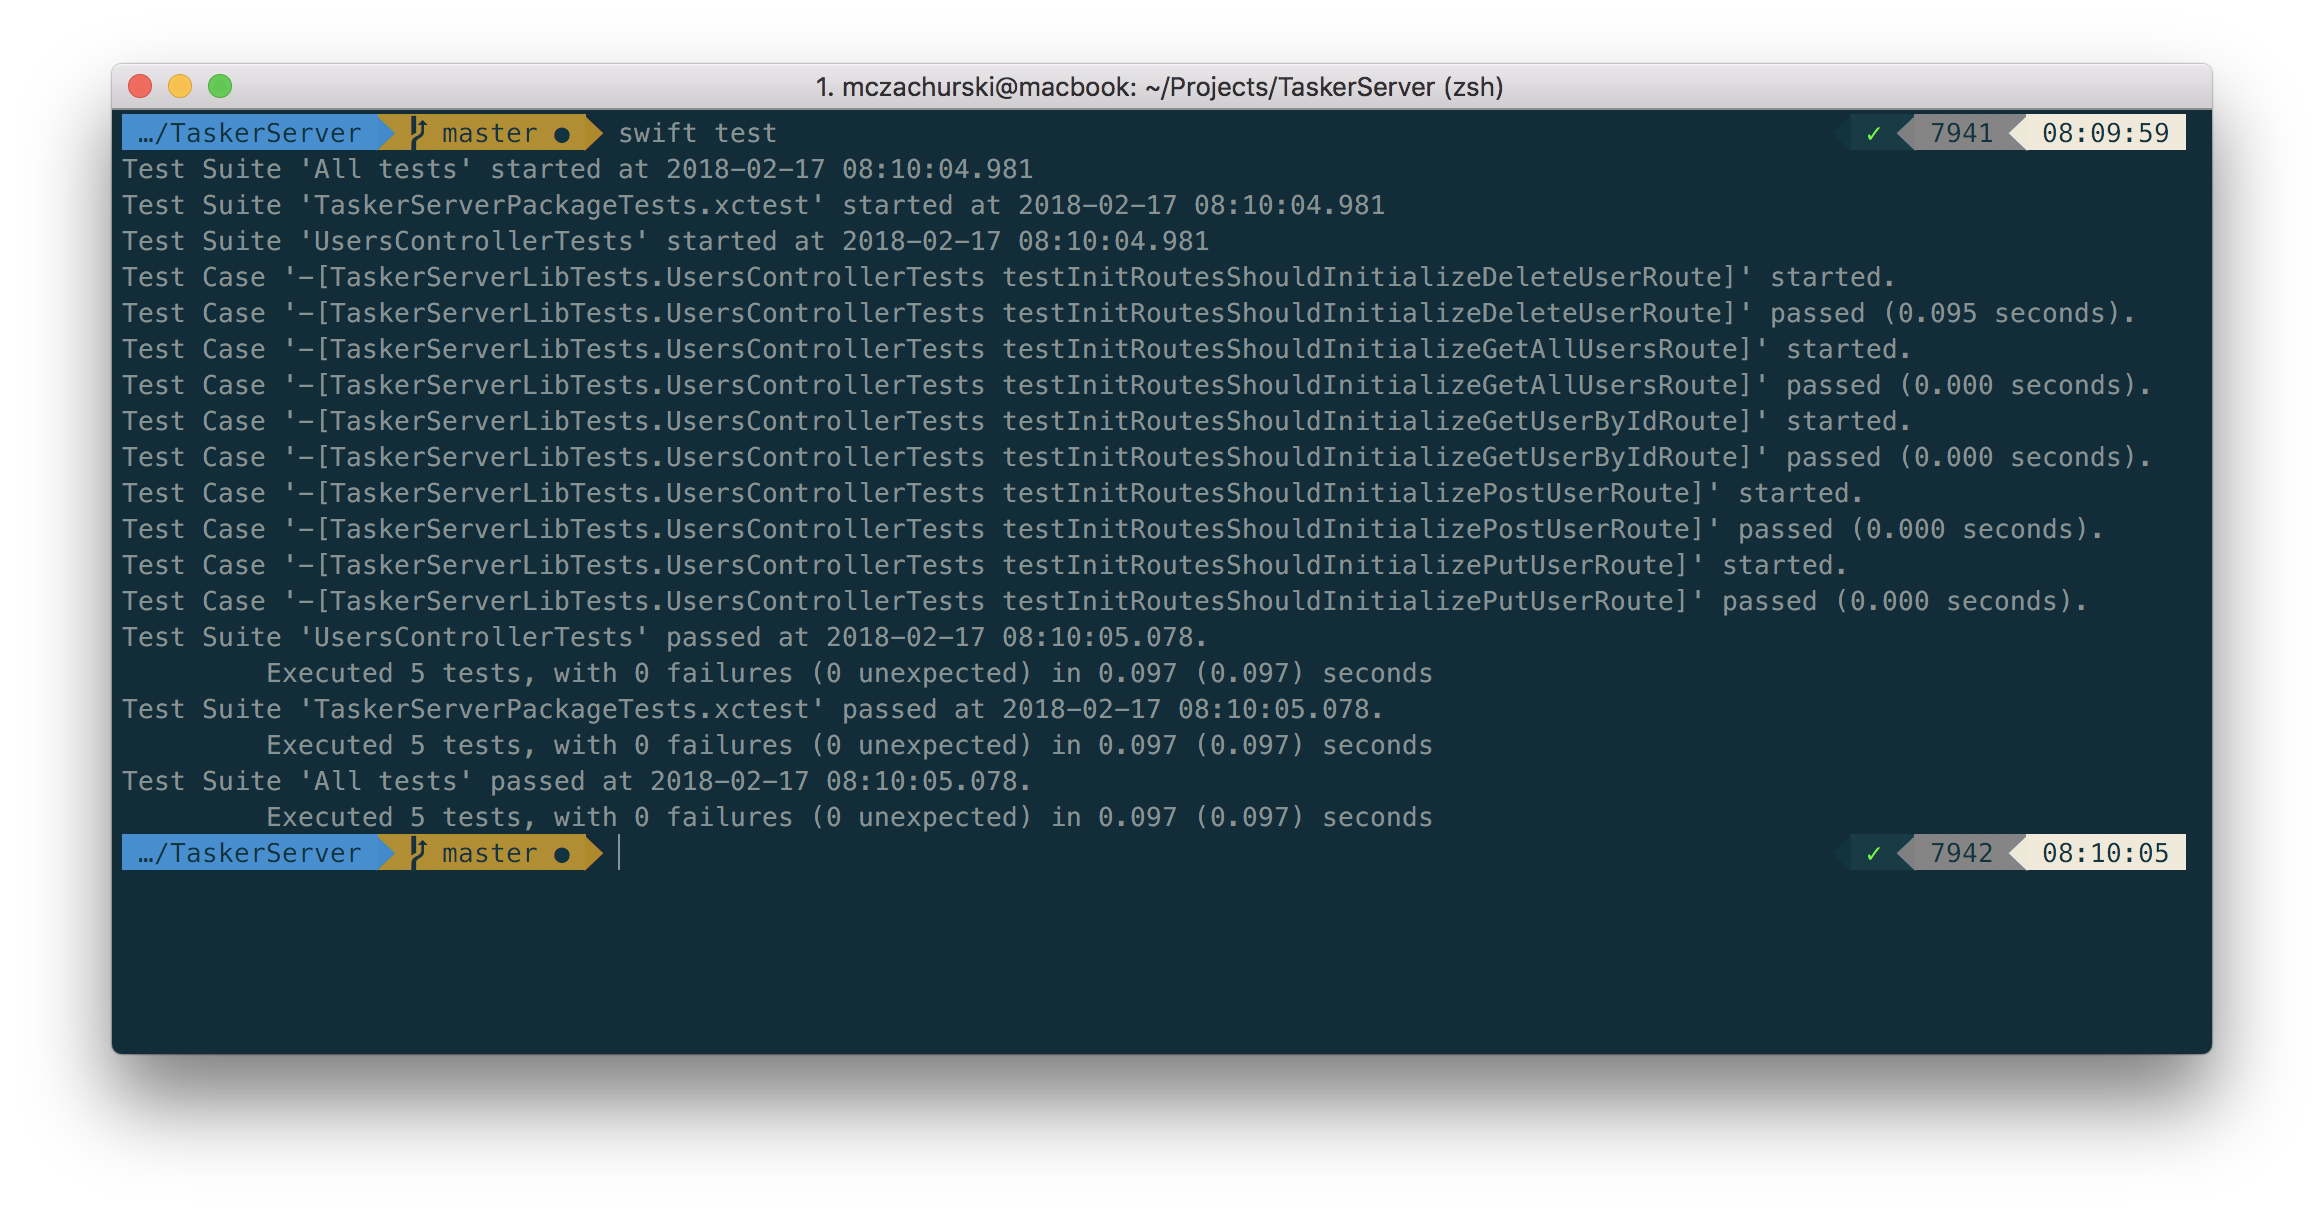 1. mczachurski@macbook: ~/Projects/TaskerServer (zsh)
…/TaskerServer master ● swift test ✓ 7941 08:09:59
Test Suite 'All tests' started at 2018-02-17 08:10:04.981
Test Suite 'TaskerServerPackageTests.xctest' started at 2018-02-17 08:10:04.981
Test Suite 'UsersControllerTests' started at 2018-02-17 08:10:04.981
Test Case '-[TaskerServerLibTests.UsersControllerTests testInitRoutesShouldInitializeDeleteUserRoute]' started.
Test Case '-[TaskerServerLibTests.UsersControllerTests testInitRoutesShouldInitializeDeleteUserRoute]' passed (0.095 seconds).
Test Case '-[TaskerServerLibTests.UsersControllerTests testInitRoutesShouldInitializeGetAllUsersRoute]' started.
Test Case '-[TaskerServerLibTests.UsersControllerTests testInitRoutesShouldInitializeGetAllUsersRoute]' passed (0.000 seconds).
Test Case '-[TaskerServerLibTests.UsersControllerTests testInitRoutesShouldInitializeGetUserByIdRoute]' started.
Test Case '-[TaskerServerLibTests.UsersControllerTests testInitRoutesShouldInitializeGetUserByIdRoute]' passed (0.000 seconds).
Test Case '-[TaskerServerLibTests.UsersControllerTests testInitRoutesShouldInitializePostUserRoute]' started.
Test Case '-[TaskerServerLibTests.UsersControllerTests testInitRoutesShouldInitializePostUserRoute]' passed (0.000 seconds).
Test Case '-[TaskerServerLibTests.UsersControllerTests testInitRoutesShouldInitializePutUserRoute]' started.
Test Case '-[TaskerServerLibTests.UsersControllerTests testInitRoutesShouldInitializePutUserRoute]' passed (0.000 seconds).
Test Suite 'UsersControllerTests' passed at 2018-02-17 08:10:05.078.
Executed 5 tests, with 0 failures (0 unexpected) in 0.097 (0.097) seconds
Test Suite 'TaskerServerPackageTests.xctest' passed at 2018-02-17 08:10:05.078.
Executed 5 tests, with 0 failures (0 unexpected) in 0.097 (0.097) seconds
Test Suite 'All tests' passed at 2018-02-17 08:10:05.078.
Executed 5 tests, with 0 failures (0 unexpected) in 0.097 (0.097) seconds
…/TaskerServer master ● ✓ 7942 08:10:05